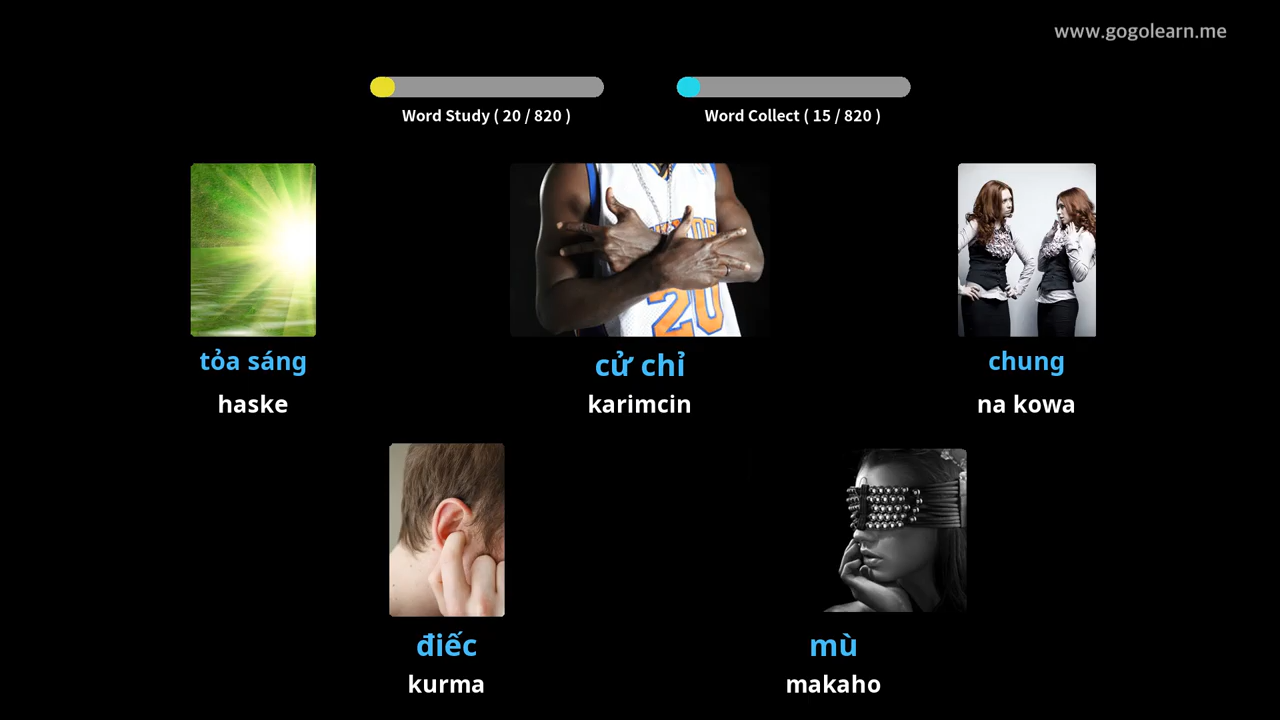 www.gogolearn.me
Word Study ( 20 / 820 )
Word Collect ( 15 / 820 )
20
tỏa sáng
cử chỉ
chung
haske
karimcin
na kowa
điếc
mù
kurma
makaho